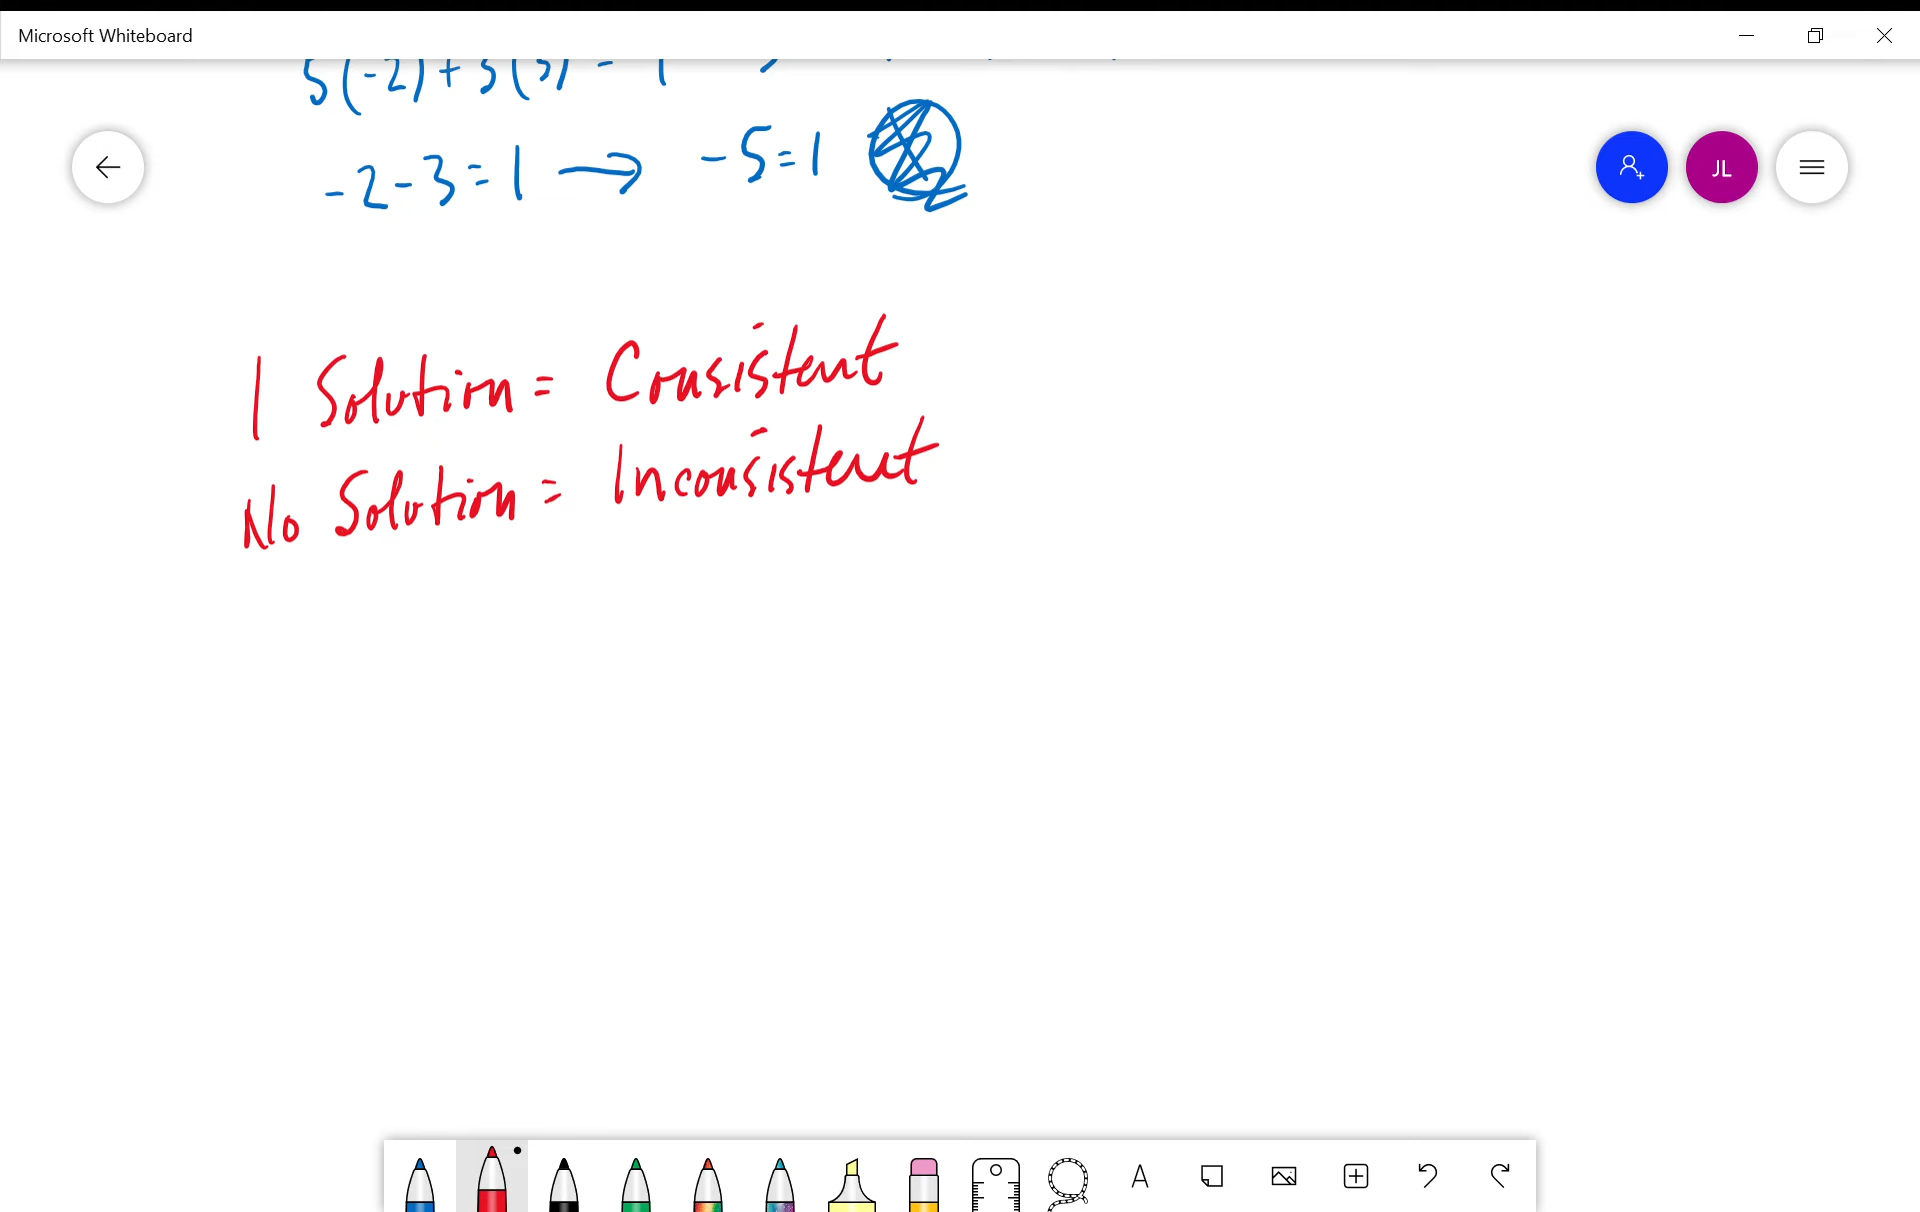 Microsoft Whiteboard
-2-3=1 → -5=1
JL
1 Solution = Consistent
No Solution = Inconsistent
A